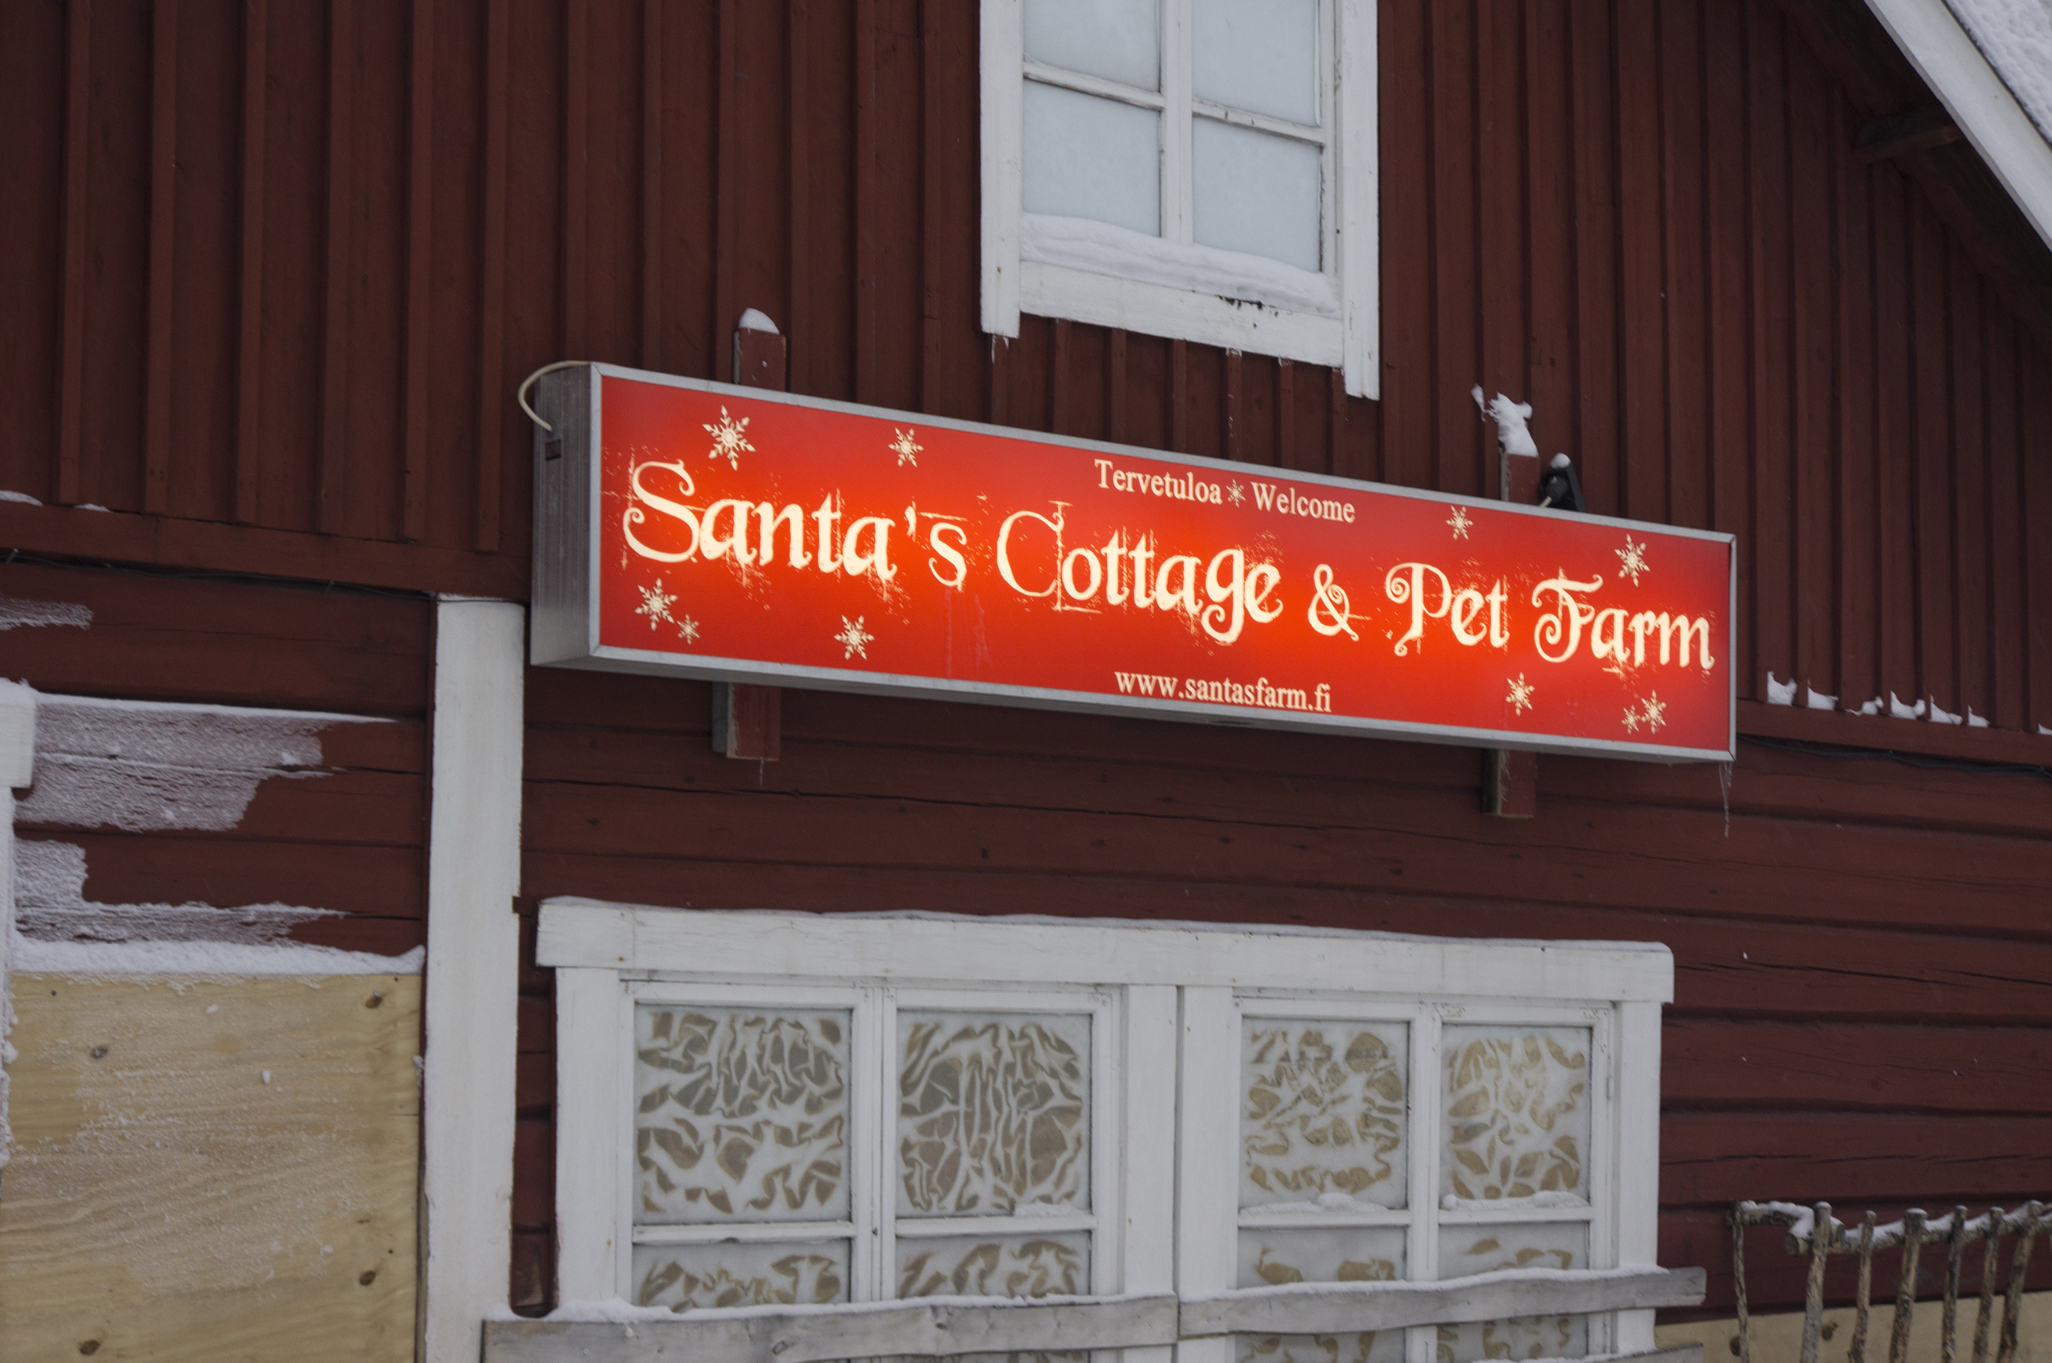 Tervetuloa Welcome
Santa's Cottage & Pet Farm
www.santasfarm.fi